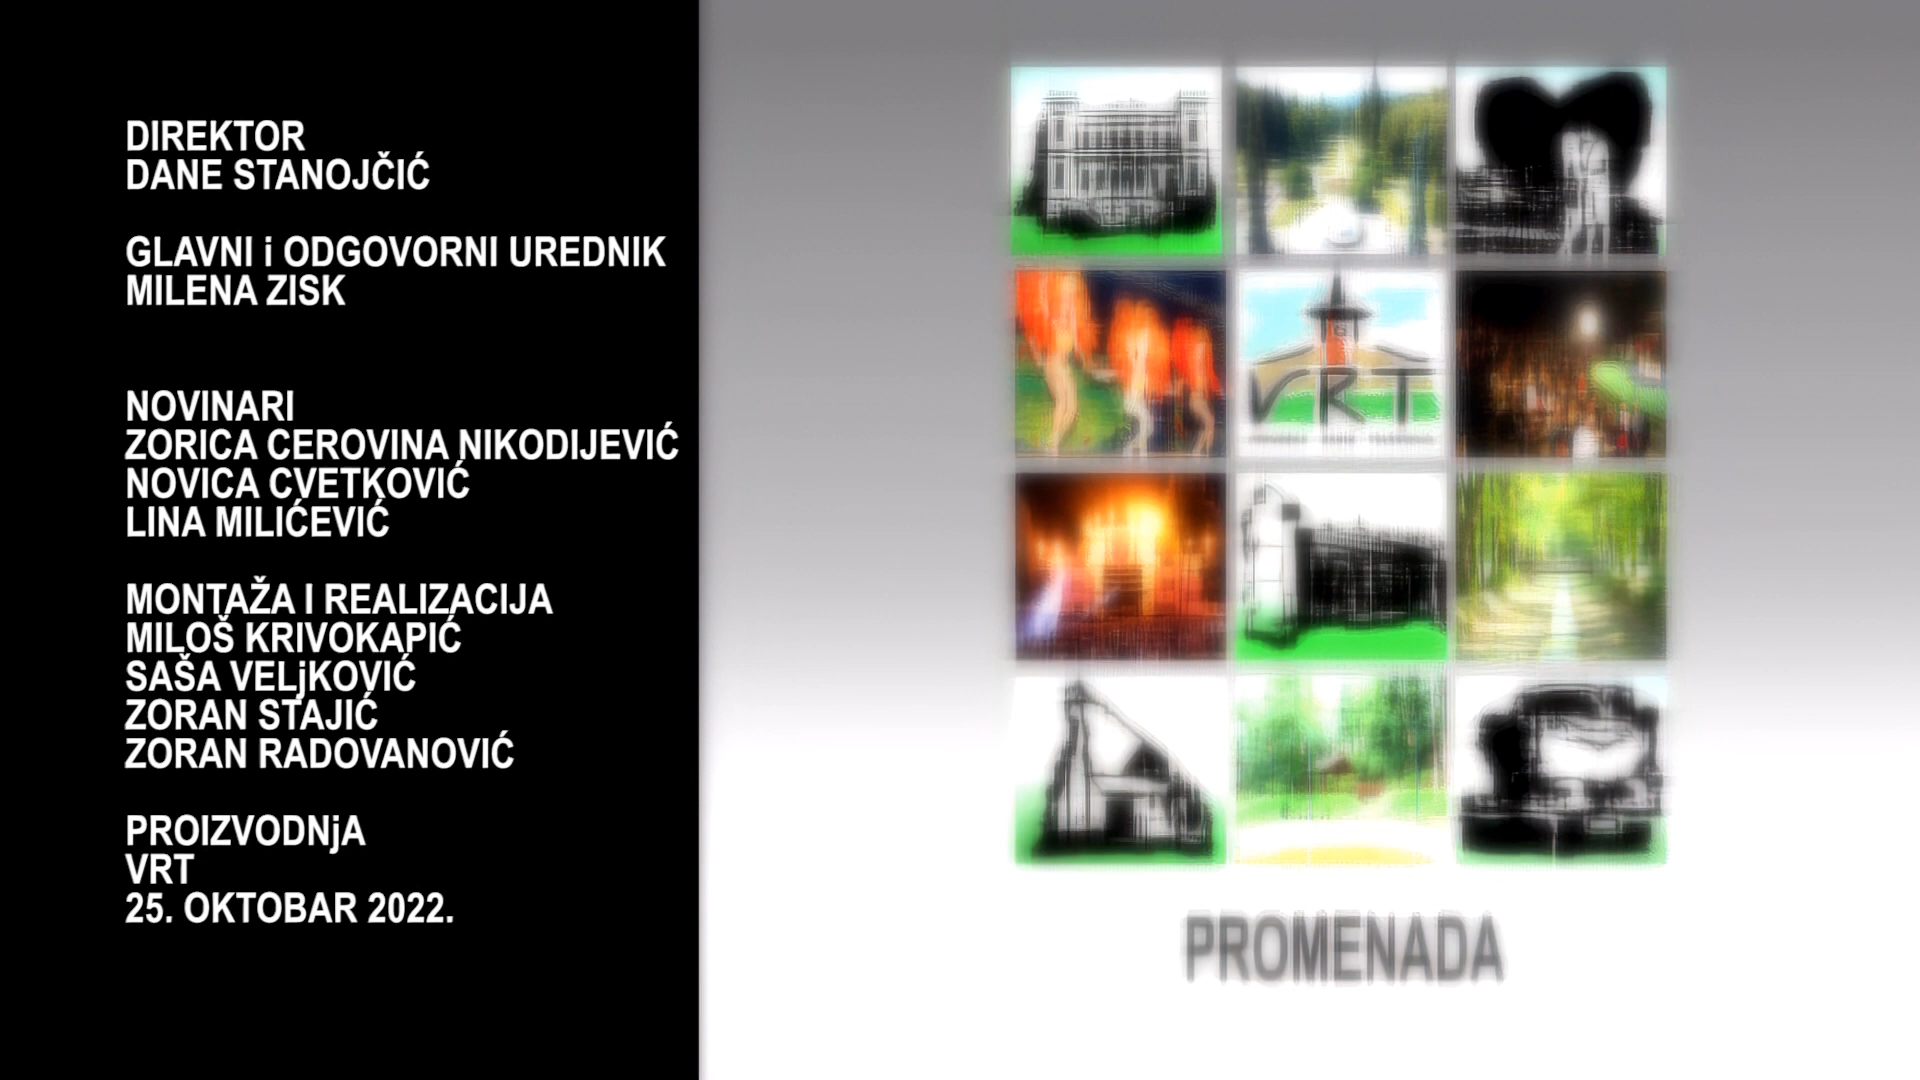 DIREKTOR
DANE STANOJČIĆ
GLAVNI i ODGOVORNI UREDNIK
MILENA ZISK
NOVINARI
ZORICA CEROVINA NIKODIJEVIĆ
NOVICA CVETKOVIĆ
LINA MILIĆEVIĆ
MONTAŽA I REALIZACIJA
MILOŠ KRIVOKAPIĆ
SAŠA VELjKOVIĆ
ZORAN STAJIĆ
ZORAN RADOVANOVIĆ
PROIZVODNjA
VRT
25. OKTOBAR 2022.
VRT
PROMENADA